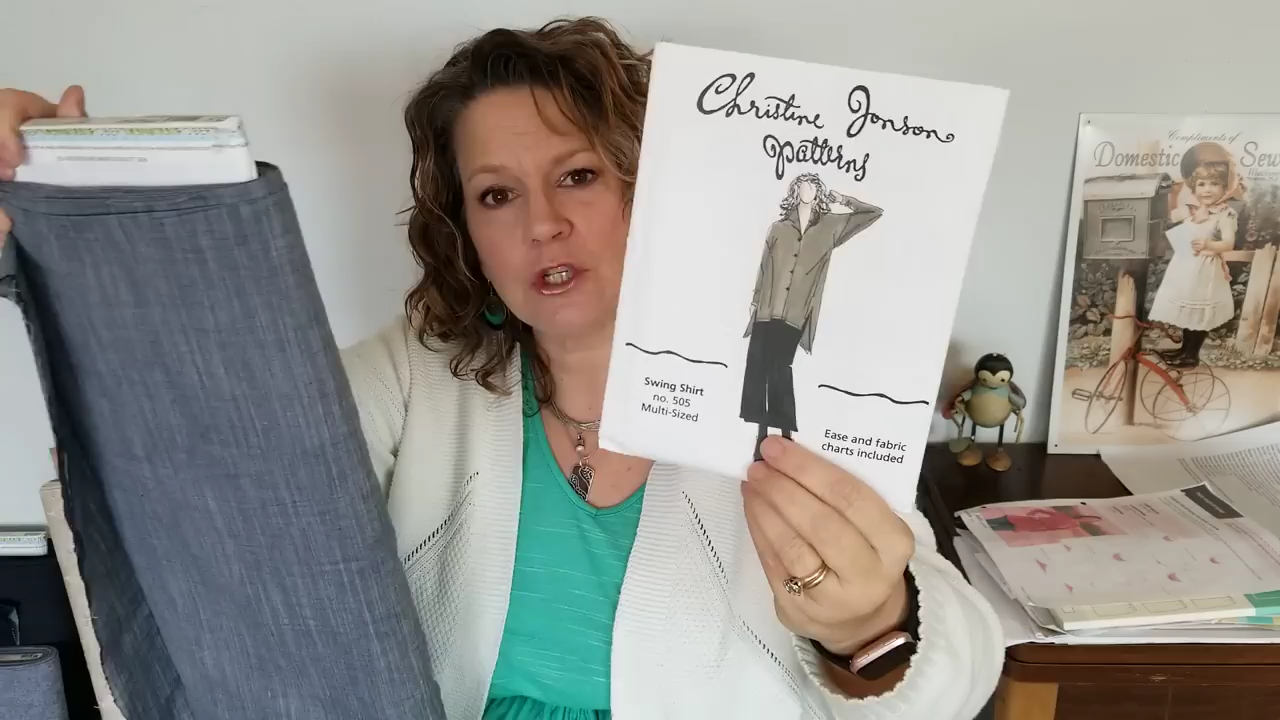 Christine Jonson
Patterns
Swing Shirt
no. 505
Multi-Sized
Ease and fabric
charts included
Compliments of
Domestic Sew